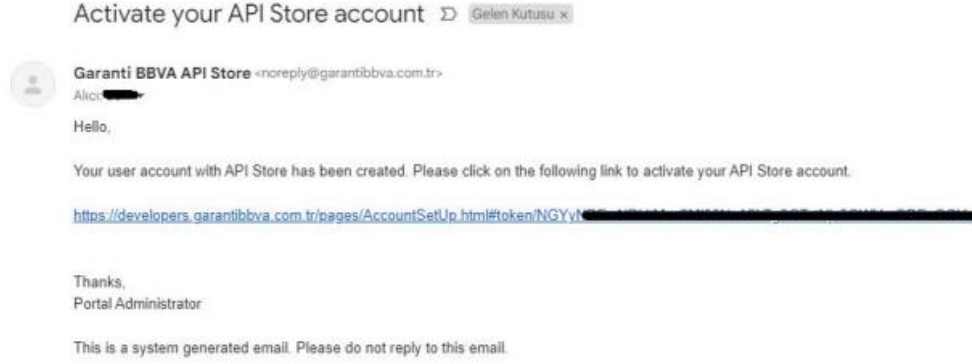 Activate your API Store account Gelen Kutusu x
Garanti BBVA API Store <noreply@garantibbva.com.tr>
Alıcı:
Hello,
Your user account with API Store has been created. Please click on the following link to activate your API Store account.
https://developers.garantibbva.com.tr/pages/AccountSetUp.html#token/NGYyN
Thanks,
Portal Administrator
This is a system generated email. Please do not reply to this email.